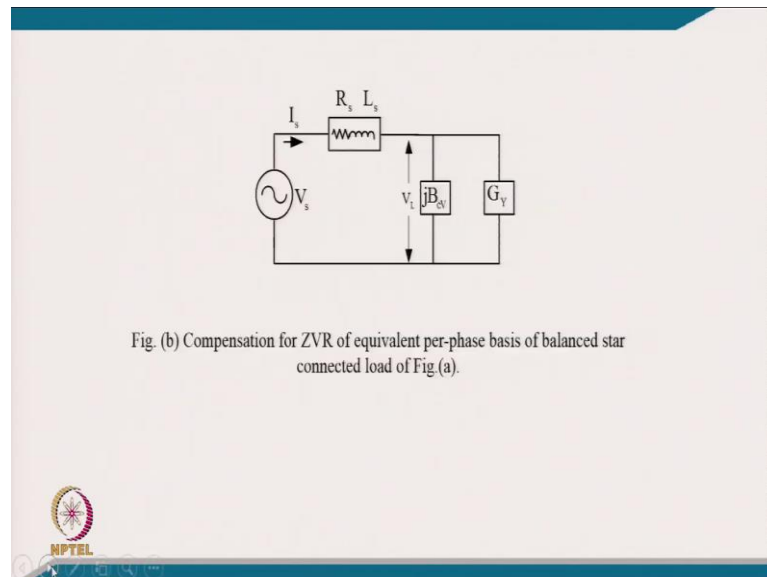 R_s L_s
I_s
V_s
V_L
jB_cV
G_Y
Fig. (b) Compensation for ZVR of equivalent per-phase basis of balanced star
connected load of Fig.(a).
NPTEL